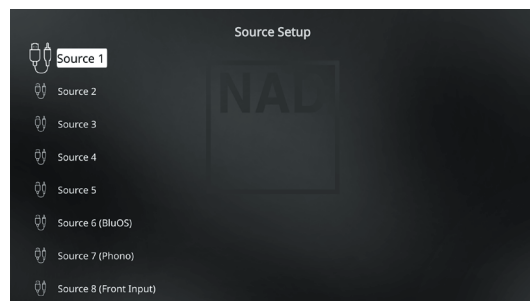 Source Setup
Source 1
Source 2
Source 3
Source 4
Source 5
Source 6 (BluOS)
Source 7 (Phono)
Source 8 (Front Input)
NAD